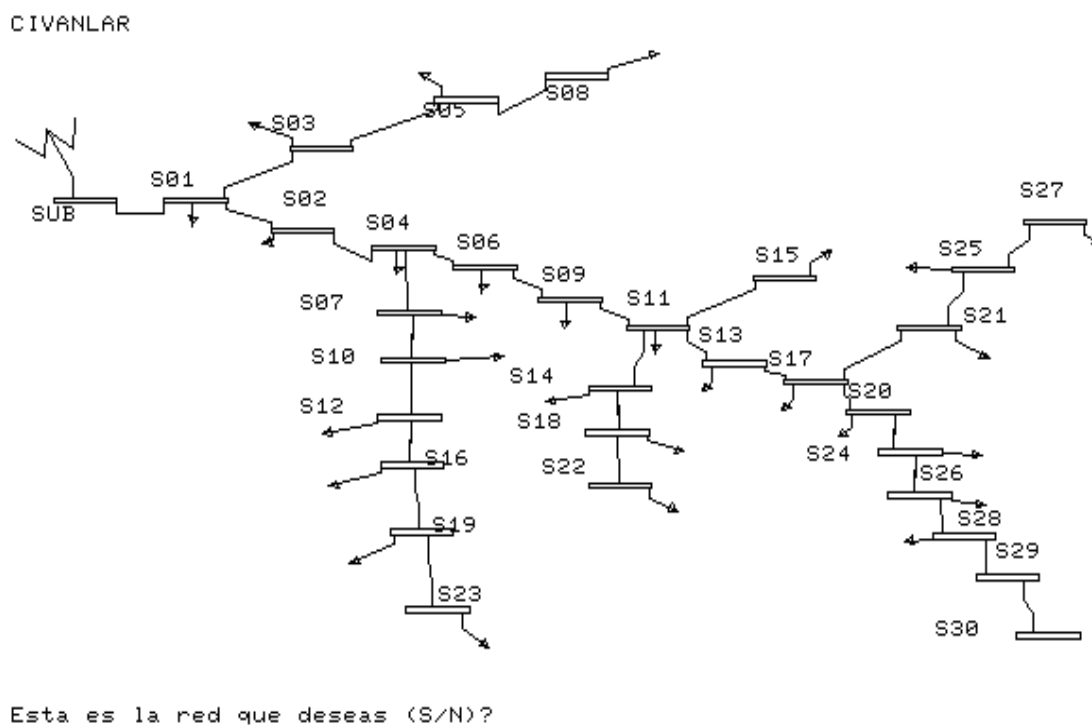 CIVANLAR
S08
S05
S03
S01
S27
S02
SUB
S04
S06
S15
S25
S09
S07
S11
S21
S13
S10
S17
S14
S20
S12
S18
S24
S16
S22
S26
S28
S19
S29
S23
S30
Esta es la red que deseas (S/N)?